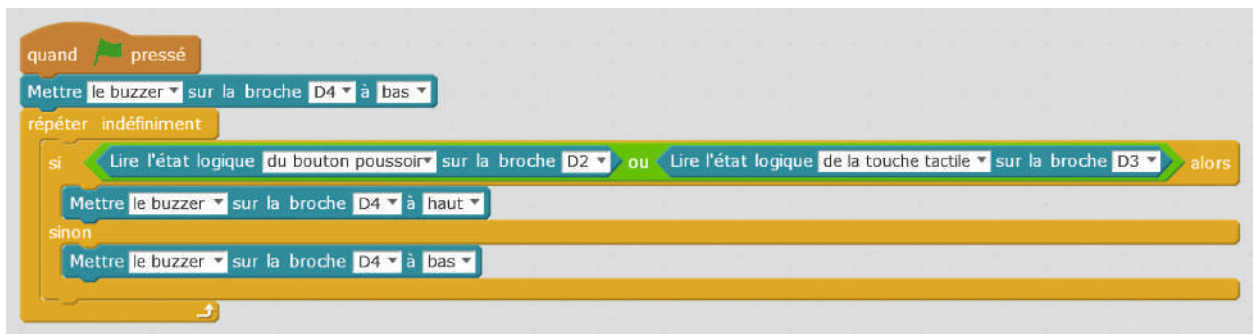 quand pressé
Mettre le buzzer sur la broche D4 à bas
répéter indéfiniment
si Lire l'état logique du bouton poussoir sur la broche D2 ou Lire l'état logique de la touche tactile sur la broche D3 alors
Mettre le buzzer sur la broche D4 à haut
sinon
Mettre le buzzer sur la broche D4 à bas